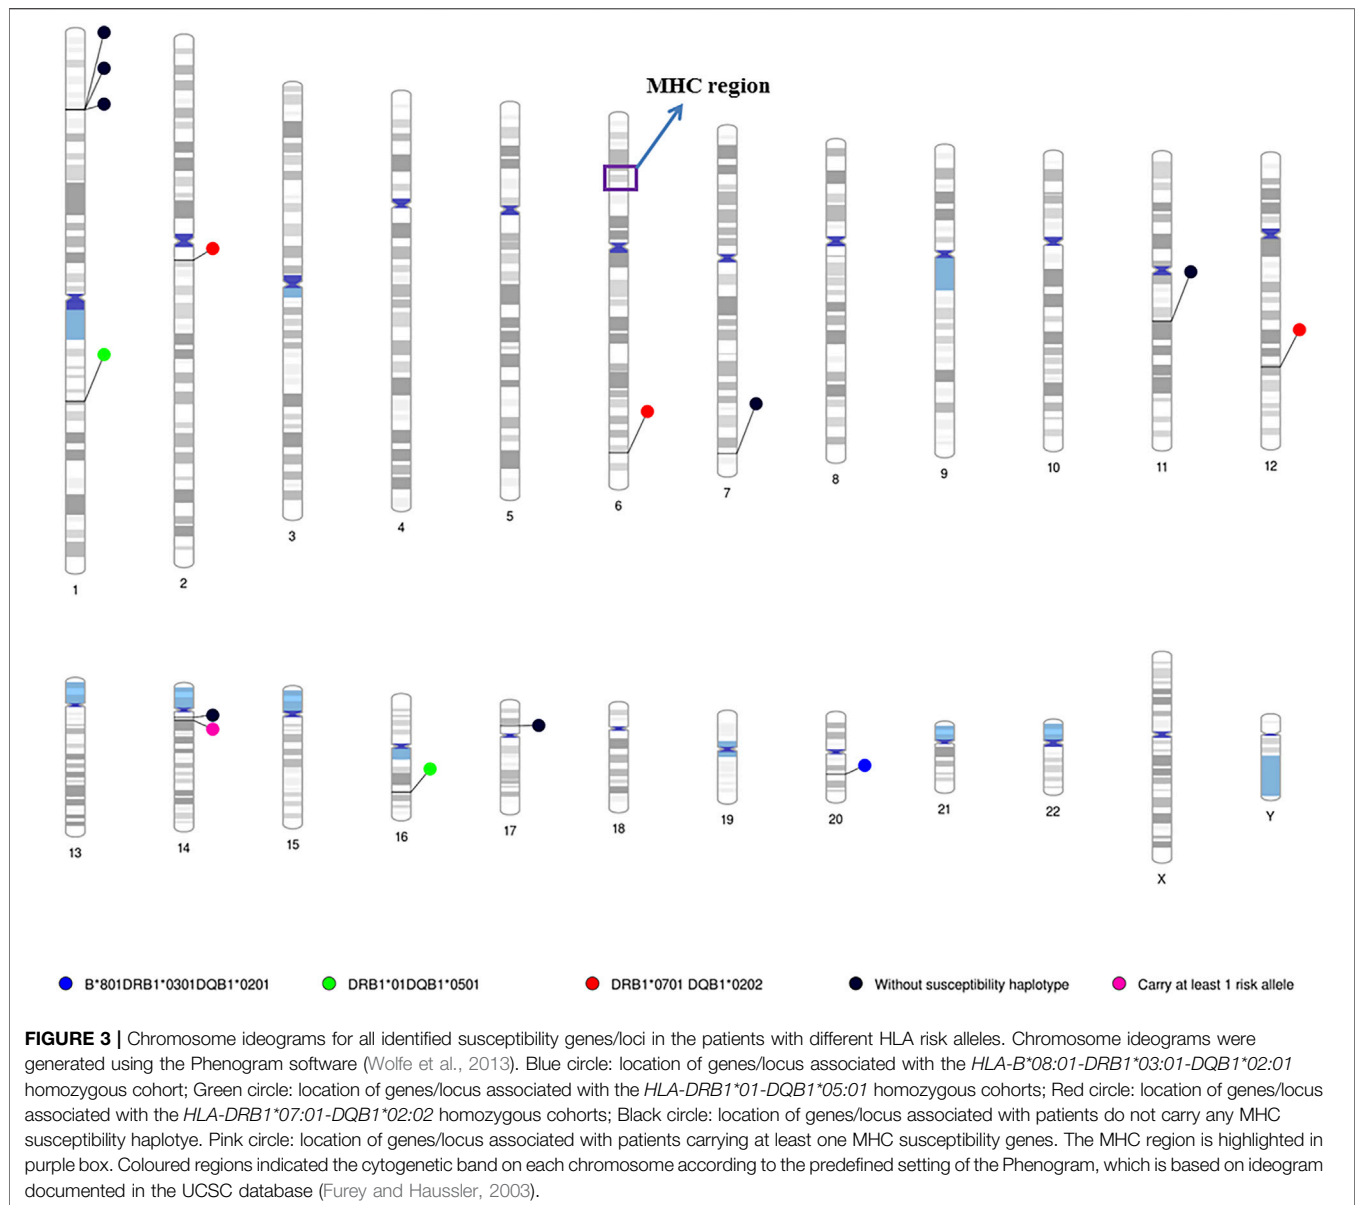 MHC region
1
2
3
4
5
6
7
8
9
10
11
12
13
14
15
16
17
18
19
20
21
22
X
Y
B*801DRB1*0301DQB1*0201
DRB1*01DQB1*0501
DRB1*0701 DQB1*0202
Without susceptibility haplotype
Carry at least 1 risk allele
FIGURE 3 | Chromosome ideograms for all identified susceptibility genes/loci in the patients with different HLA risk alleles. Chromosome ideograms were
generated using the Phenogram software (Wolfe et al., 2013). Blue circle: location of genes/locus associated with the HLA-B*08:01-DRB1*03:01-DQB1*02:01
homozygous cohort; Green circle: location of genes/locus associated with the HLA-DRB1*01-DQB1*05:01 homozygous cohorts; Red circle: location of genes/locus
associated with the HLA-DRB1*07:01-DQB1*02:02 homozygous cohorts; Black circle: location of genes/locus associated with patients do not carry any MHC
susceptibility haplotye. Pink circle: location of genes/locus associated with patients carrying at least one MHC susceptibility genes. The MHC region is highlighted in
purple box. Coloured regions indicated the cytogenetic band on each chromosome according to the predefined setting of the Phenogram, which is based on ideogram
documented in the UCSC database (Furey and Haussler, 2003).